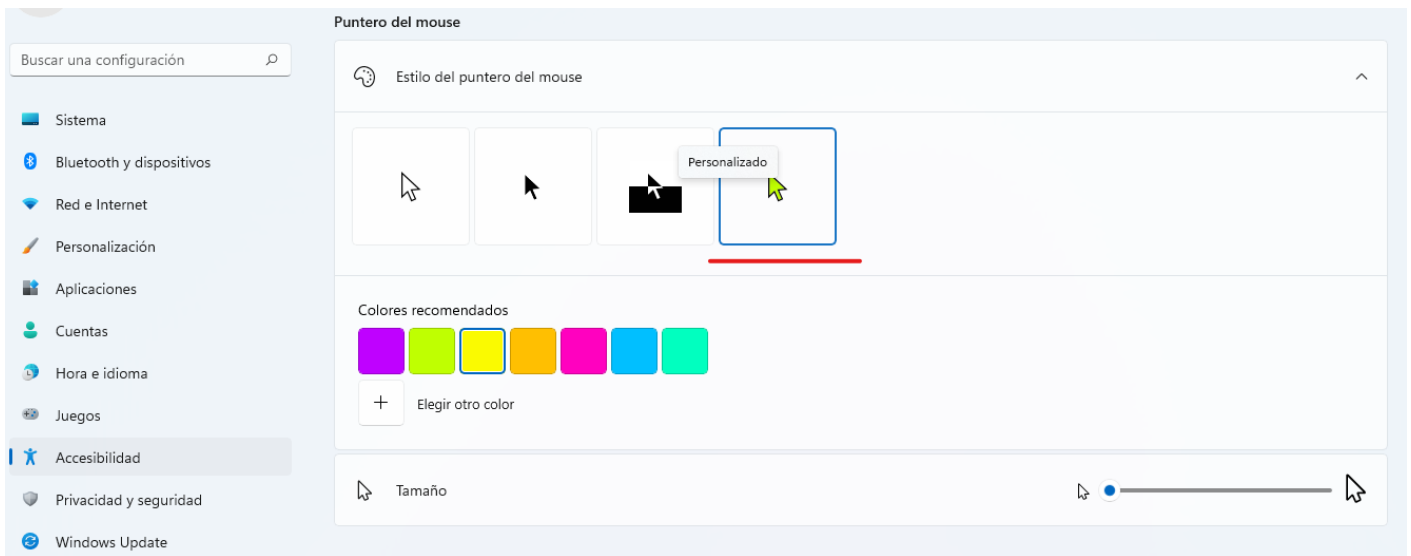 Puntero del mouse
Buscar una configuración
Estilo del puntero del mouse
Sistema
Bluetooth y dispositivos
Personalizado
Red e Internet
Personalización
Aplicaciones
Colores recomendados
Cuentas
Hora e idioma
Elegir otro color
Juegos
Accesibilidad
Tamaño
Privacidad y seguridad
Windows Update